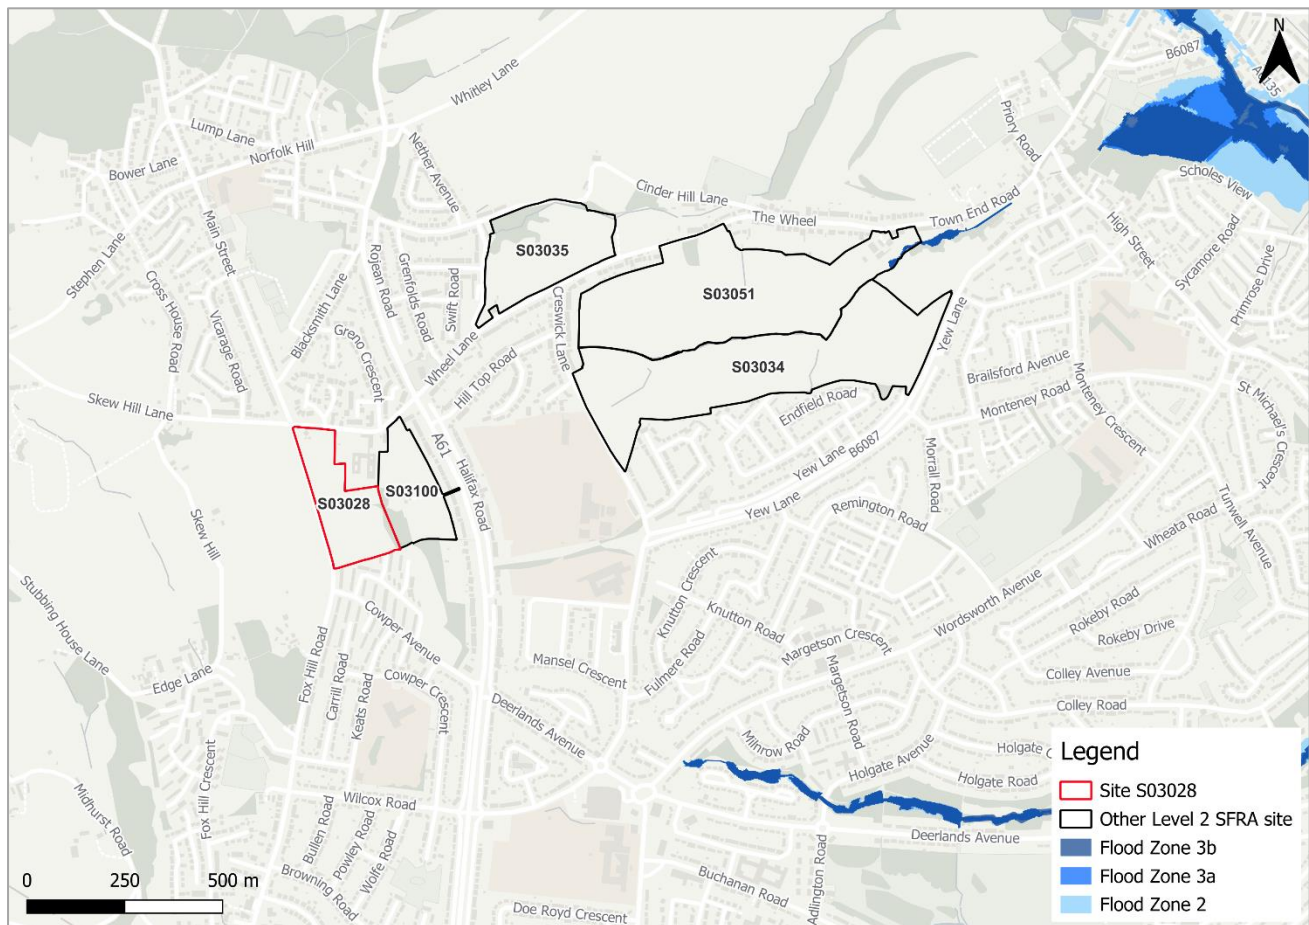 N
B6087
A6135
Whitley Lane
Priory Road
Lump Lane
Norfolk Hill
Nether Avenue
Bower Lane
Scholes View
Cinder Hill Lane
The Wheel
Town End Road
Main Street
High Street
Sycamore Road
Stephen Lane
S03035
Rojean Road
Grenfolds Road
Swift Road
Cross House Road
Blacksmith Lane
Vicarage Road
S03051
Primrose Drive
Creswick Lane
Greno Crescent
Wheel Lane
Yew Lane
S03034
Brailsford Avenue
Hill Top Road
Skew Hill Lane
Endfield Road
Monteney Road
Monteney Crescent
St Michael's Crescent
A61
Halifax Road
Yew Lane
B6087
Morrall Road
S03028
S03100
Yew Lane
Remington Road
Tunwell Avenue
Wheata Road
Skew Hill
Knutton Crescent
Wordsworth Avenue
Stubbing House Lane
Knutton Road
Rokeby Road
Rokeby Drive
Cowper Avenue
Margetson Crescent
Fox Hill Road
Carrill Road
Keats Road
Mansel Crescent
Fulmere Road
Margetson Road
Colley Avenue
Edge Lane
Cowper Crescent
Colley Road
Deerlands Avenue
Milnrow Road
Holgate Avenue
Holgate Road
Fox Hill Crescent
Midhurst Road
Wilcox Road
Deerlands Avenue
Bullen Road
Powley Road
Wolfe Road
Browning Road
Buchanan Road
Adlington Road
Doe Royd Crescent
0 250 500 m
Legend
Site S03028
Other Level 2 SFRA site
Flood Zone 3b
Flood Zone 3a
Flood Zone 2